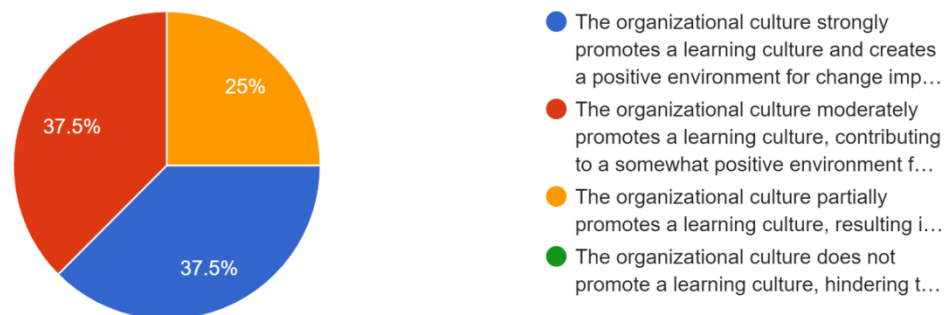 25%
37.5%
37.5%
The organizational culture strongly
promotes a learning culture and creates
a positive environment for change imp…
The organizational culture moderately
promotes a learning culture, contributing
to a somewhat positive environment f…
The organizational culture partially
promotes a learning culture, resulting i…
The organizational culture does not
promote a learning culture, hindering t…